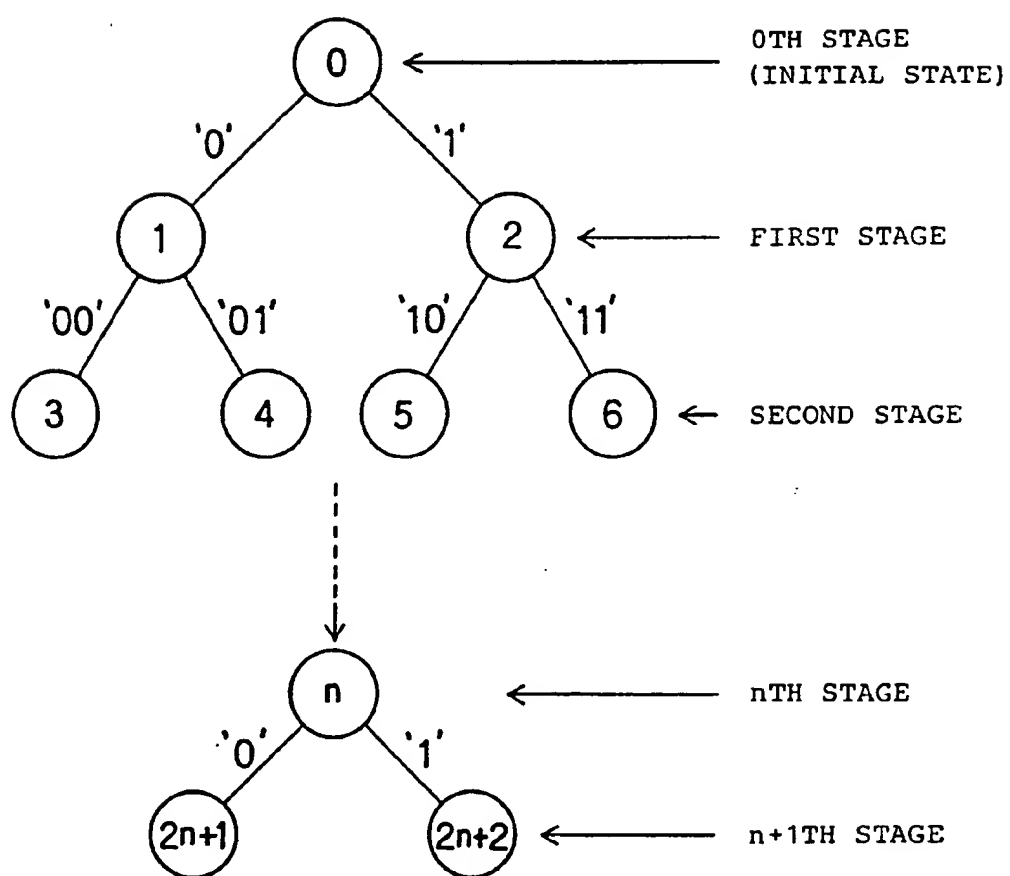 0
0TH STAGE
(INITIAL STATE)
'0'
'1'
1
2
FIRST STAGE
'00'
'01'
'10'
'11'
3
4
5
6
SECOND STAGE
n
nTH STAGE
'0'
'1'
2n+1
2n+2
n+1TH STAGE